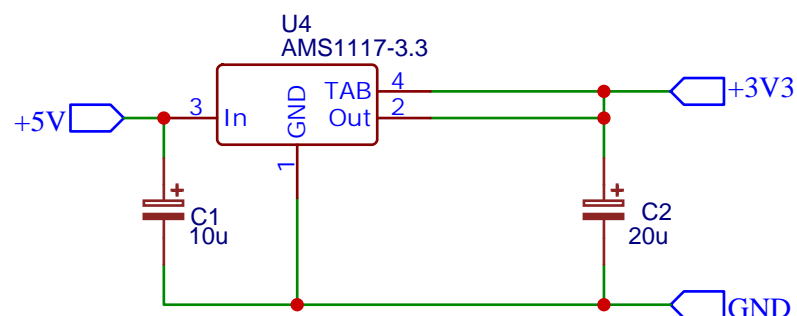 U4
AMS1117-3.3
TAB 4
+3V3
+5V
3 In
GND
Out 2
1
+
C1
10u
+
C2
20u
GND